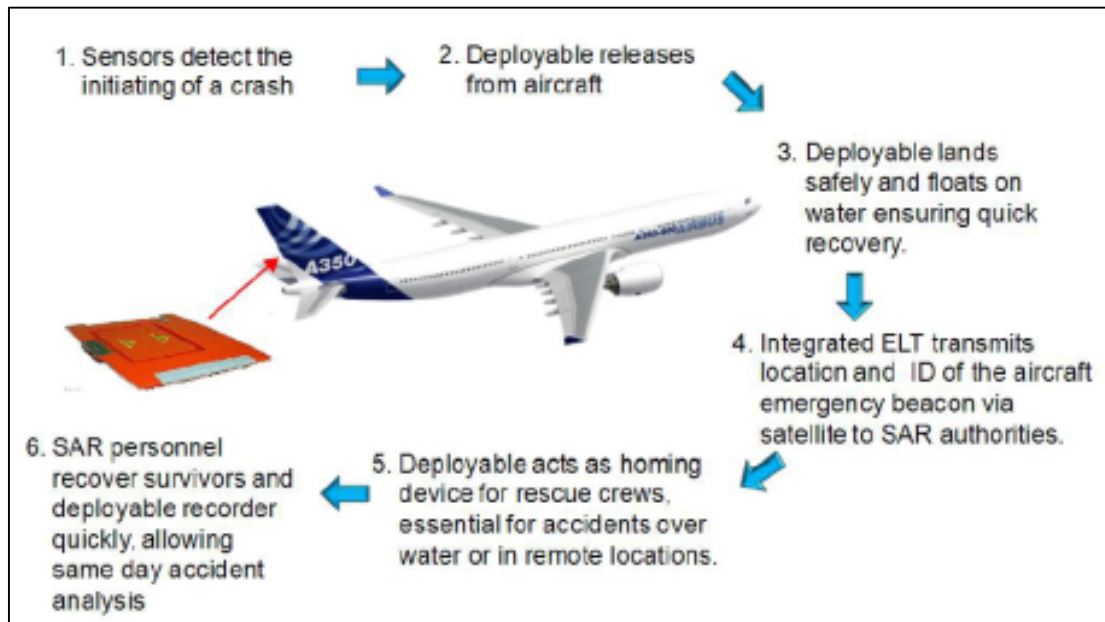 1. Sensors detect the
initiating of a crash
2. Deployable releases
from aircraft
3. Deployable lands
safely and floats on
water ensuring quick
recovery.
4. Integrated ELT transmits
location and ID of the aircraft
emergency beacon via
satellite to SAR authorities.
5. Deployable acts as homing
device for rescue crews,
essential for accidents over
water or in remote locations.
6. SAR personnel
recover survivors and
deployable recorder
quickly, allowing
same day accident
analysis
A350
AIRBUS